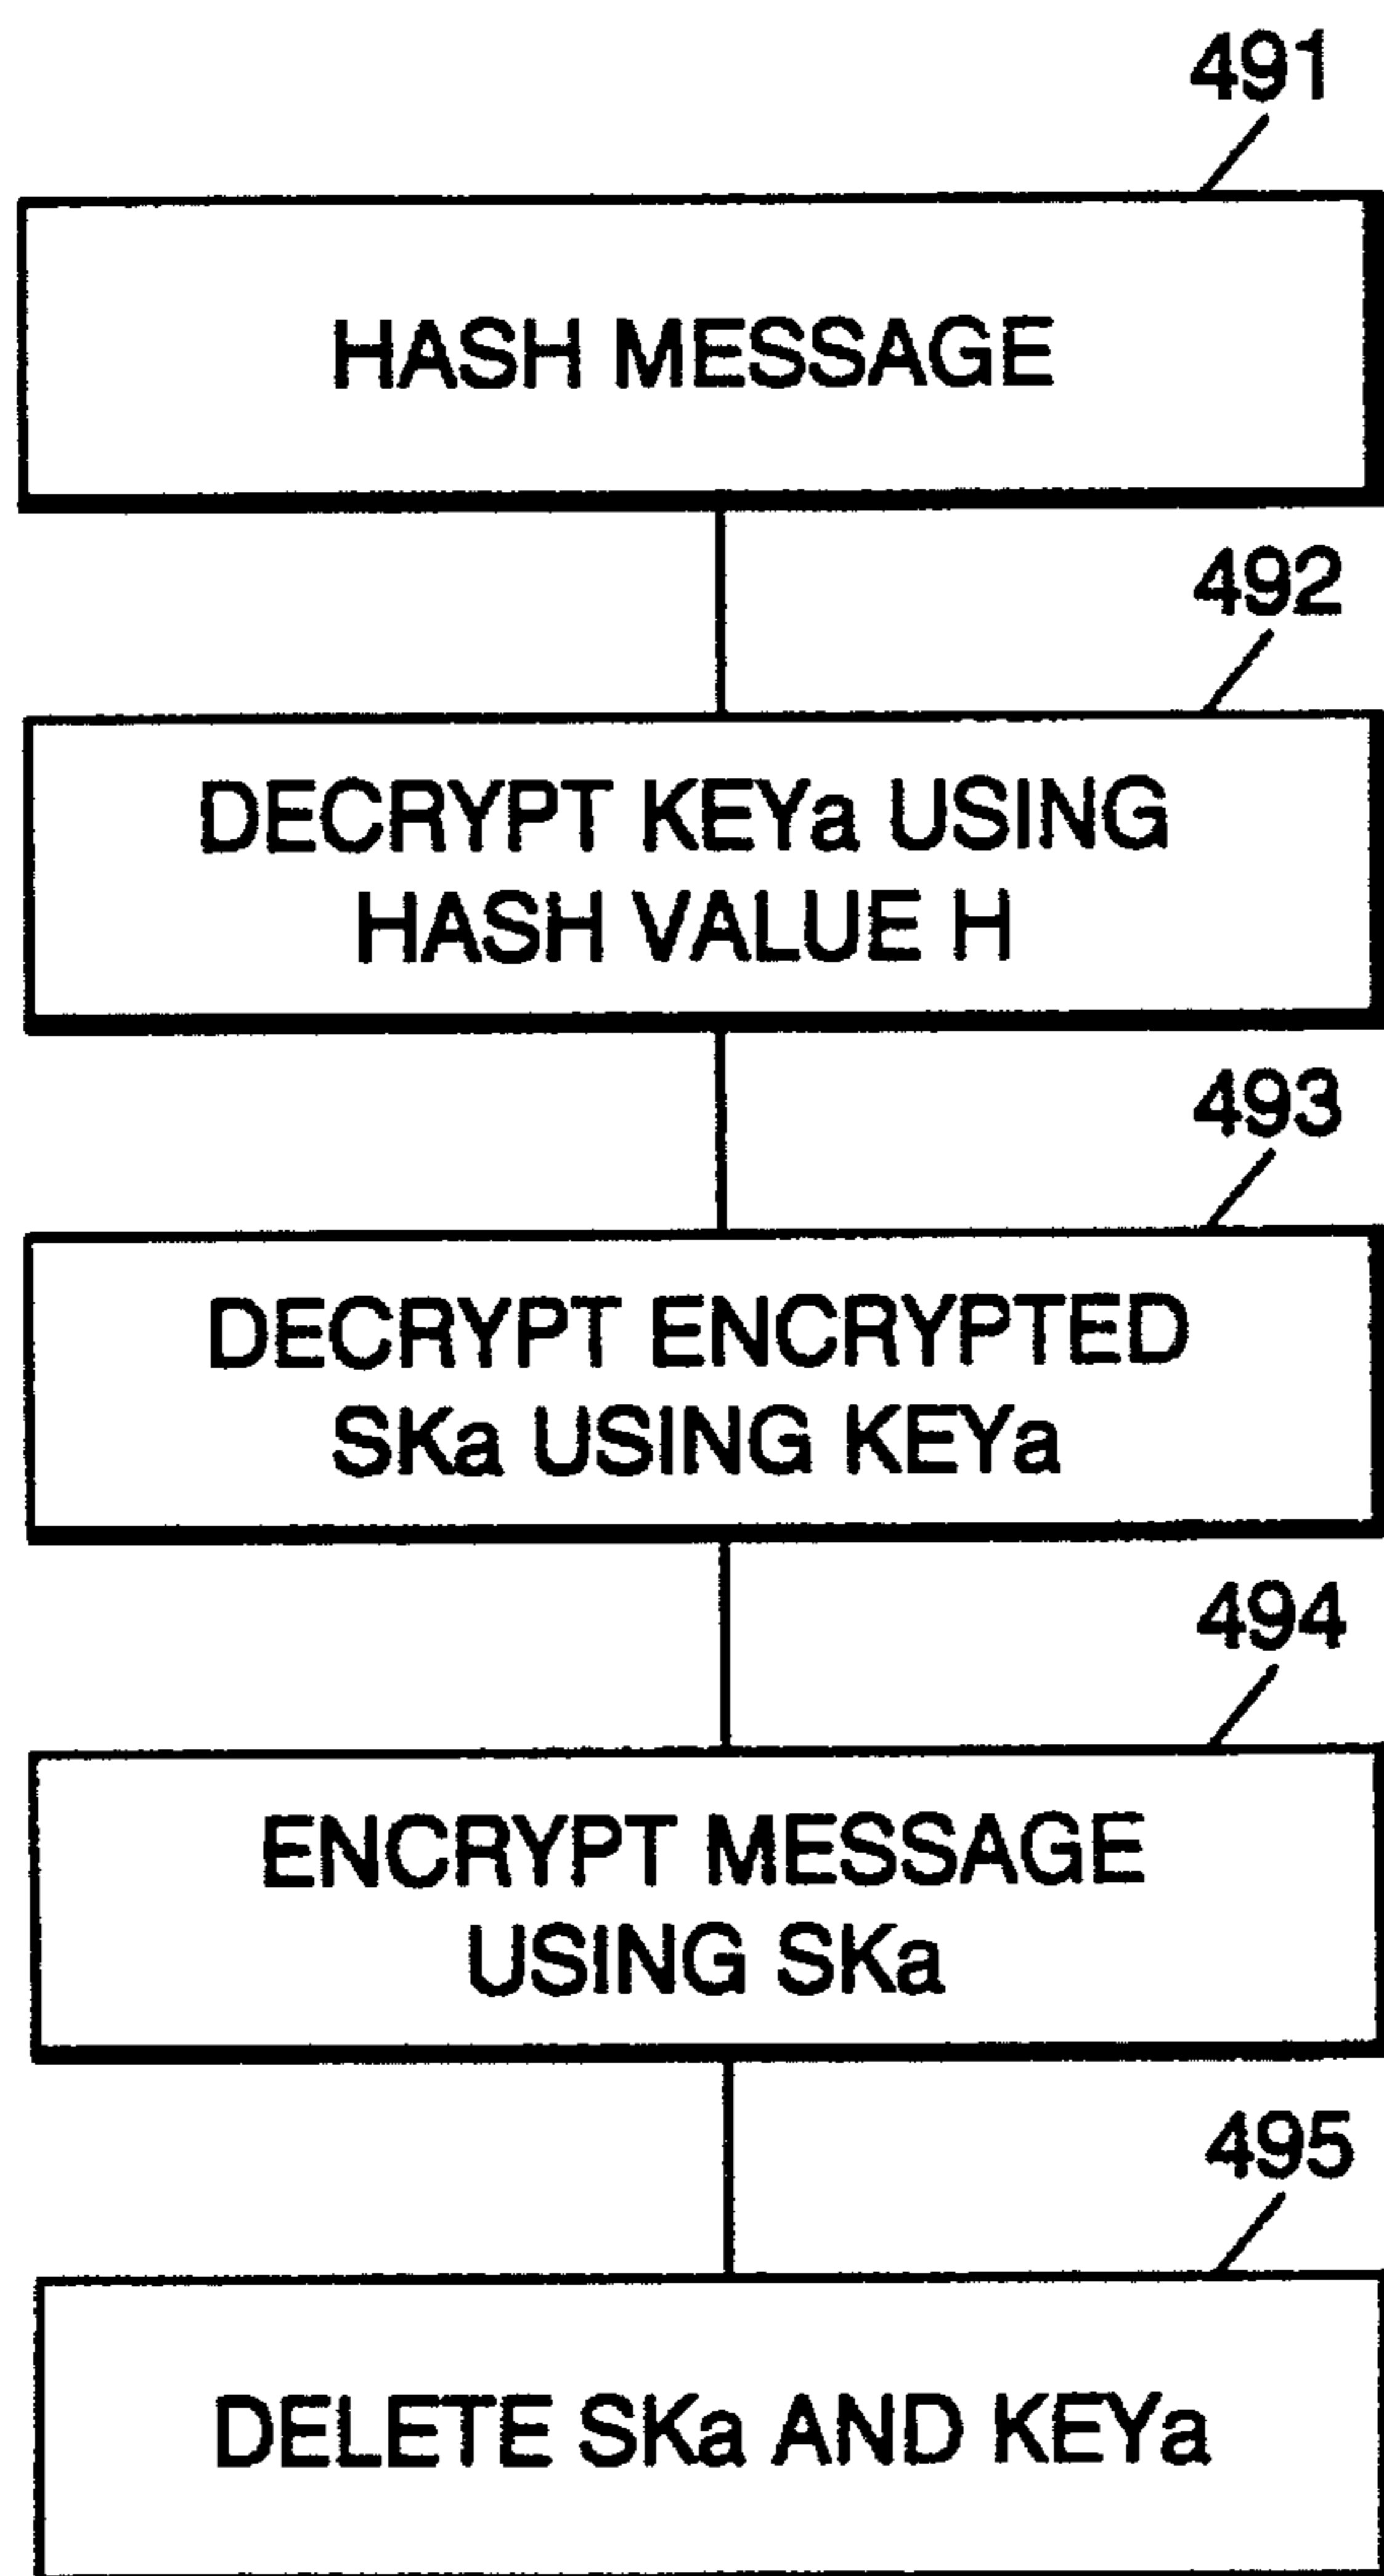 491
HASH MESSAGE
492
DECRYPT KEYa USING
HASH VALUE H
493
DECRYPT ENCRYPTED
SKa USING KEYa
494
ENCRYPT MESSAGE
USING SKa
495
DELETE SKa AND KEYa